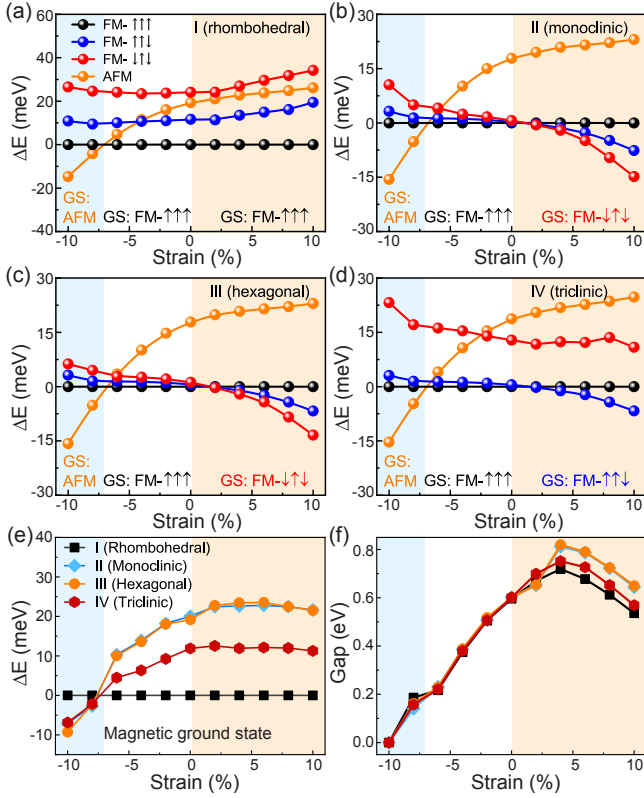 (a)
FM-↑↑↑
FM-↑↑↓
FM-↓↑↓
AFM
I (rhombohedral)
ΔE (meV)
60
40
20
0
-20
-40
GS:
AFM
GS: FM-↑↑↑
GS: FM-↑↑↑
-10
-5
0
5
10
Strain (%)
(b)
II (monoclinic)
ΔE (meV)
30
15
0
-15
-30
GS:
AFM
GS: FM-↑↑↑
GS: FM-↓↑↓
-10
-5
0
5
10
Strain (%)
(c)
III (hexagonal)
ΔE (meV)
30
15
0
-15
-30
GS:
AFM
GS: FM-↑↑↑
GS: FM-↓↑↓
-10
-5
0
5
10
Strain (%)
(d)
IV (triclinic)
ΔE (meV)
30
15
0
-15
-30
GS:
AFM
GS: FM-↑↑↑
GS: FM-↑↑↓
-10
-5
0
5
10
Strain (%)
(e)
I (Rhombohedral)
II (Monoclinic)
III (Hexagonal)
IV (Triclinic)
ΔE (meV)
40
30
20
10
0
-10
Magnetic ground state
-10
-5
0
5
10
Strain (%)
(f)
Gap (eV)
0.8
0.6
0.4
0.2
0.0
-10
-5
0
5
10
Strain (%)